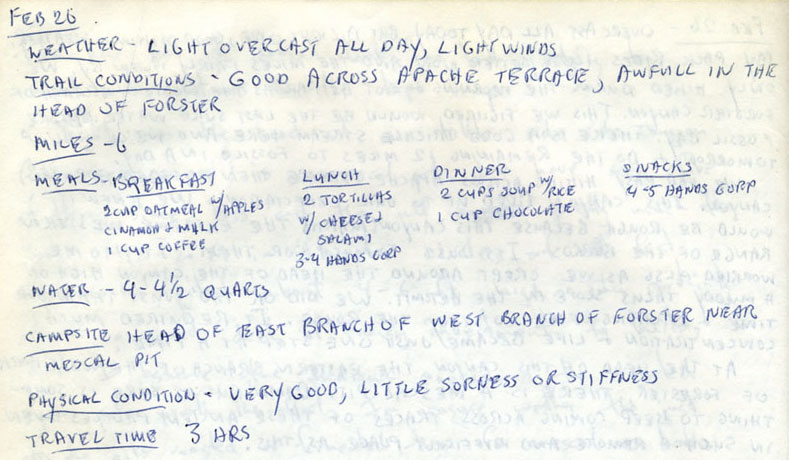 FEB 26
WEATHER - LIGHT OVERCAST ALL DAY, LIGHT WINDS
TRAIL CONDITIONS - GOOD ACROSS APACHE TERRACE, AWFULL IN THE
HEAD OF FORSTER
MILES - 6
MEALS - BREAKFAST LUNCH DINNER SNACKS
2 CUP OATMEAL W/APPLES 2 TORTILLAS 2 CUPS SOUP W/RICE 4-5 HANDS GORP
CINAMON & MILK W/ CHEESE & 1 CUP CHOCOLATE
1 CUP COFFEE SALAMI
3-4 HANDS GORP
WATER - 4-4 1/2 QUARTS
CAMPSITE HEAD OF EAST BRANCH OF WEST BRANCH OF FORSTER NEAR
MESCAL PIT
PHYSICAL CONDITION - VERY GOOD, LITTLE SORNESS OR STIFFNESS
TRAVEL TIME 3 HRS